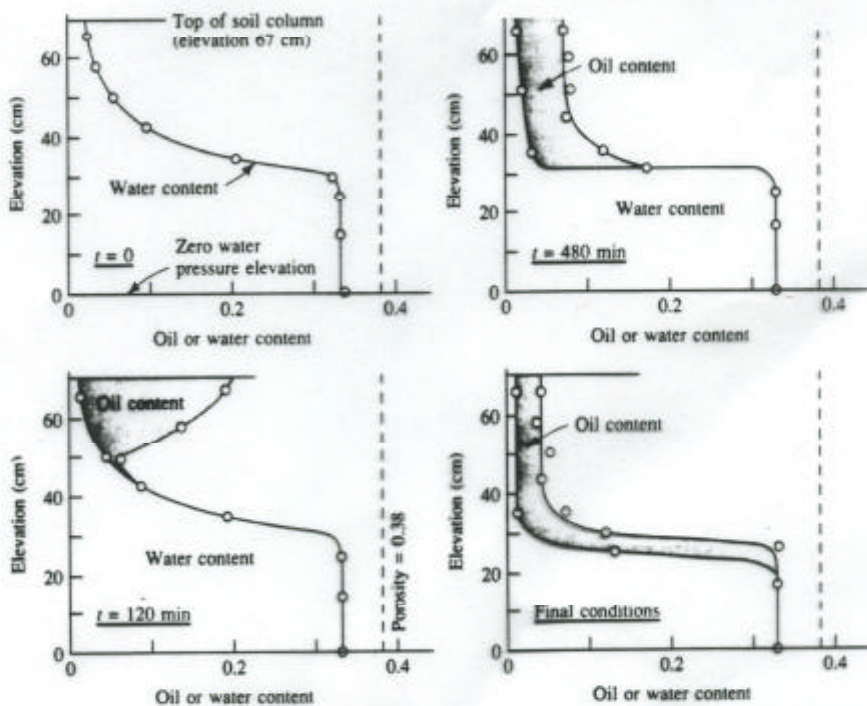 Top of soil column
(elevation 67 cm)
60
40
20
0
Elevation (cm)
Water content
t = 0
Zero water
pressure elevation
0
0.2
0.4
Oil or water content
60
40
20
0
Elevation (cm)
Oil content
Water content
t = 480 min
0
0.2
0.4
Oil or water content
60
40
20
0
Elevation (cm)
Oil content
Water content
t = 120 min
Porosity = 0.38
0
0.2
0.4
Oil or water content
60
40
20
0
Elevation (cm)
Oil content
Final conditions
0
0.2
0.4
Oil or water content